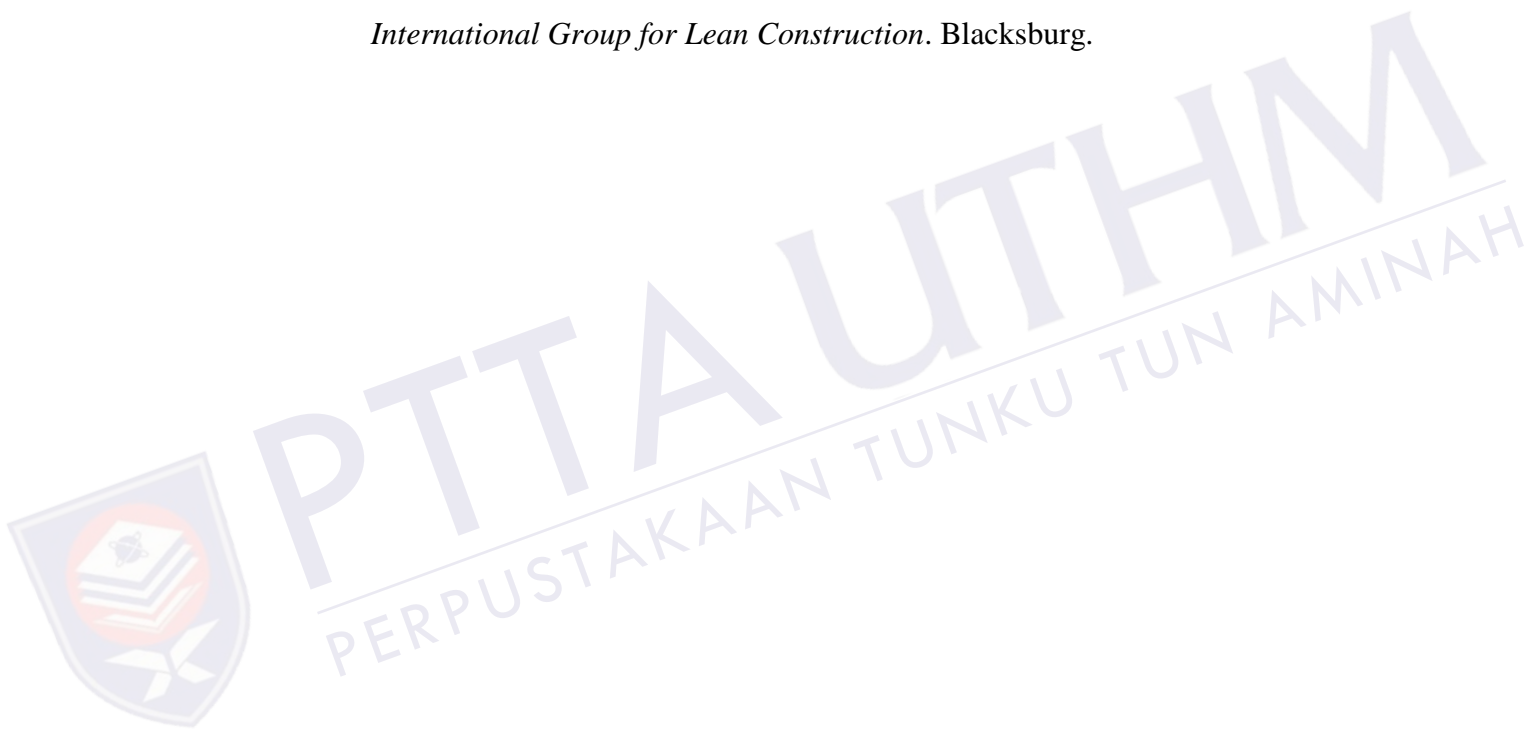 International Group for Lean Construction. Blacksburg.
PTTA UTHM
PERPUSTAKAAN TUNKU TUN AMINAH